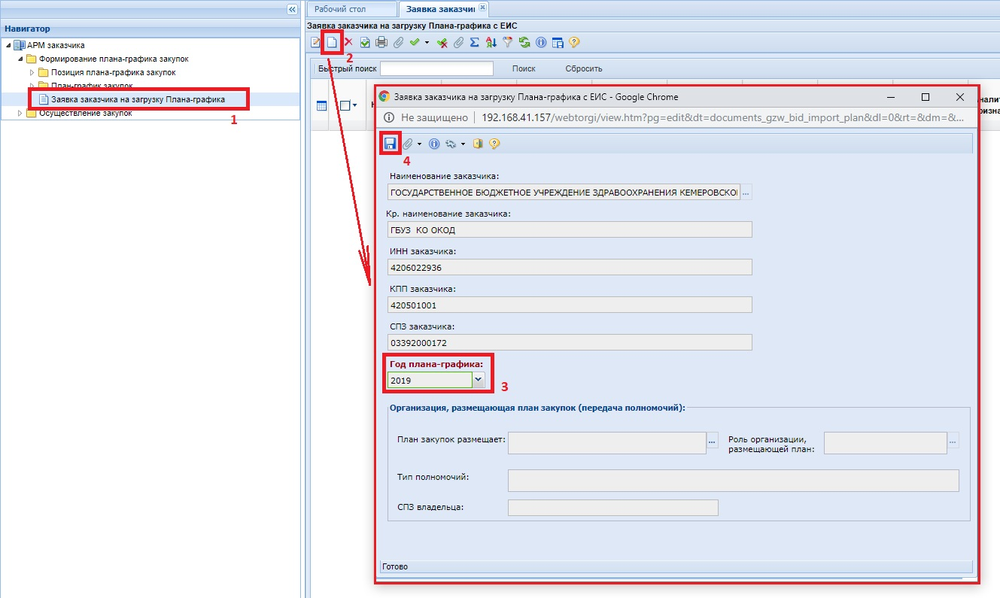 Рабочий стол
Заявка заказчи
Навигатор
Заявка заказчика на загрузку Плана-графика с ЕИС
АРМ заказчика
Формирование плана-графика закупок
Позиция плана-графика закупок
План-график закупок
Заявка заказчика на загрузку Плана-графика
Осуществление закупок
1
2
Быстрый поиск
Поиск
Сбросить
Заявка заказчика на загрузку Плана-графика с ЕИС - Google Chrome
Не защищено
192.168.41.157/webtorgi/view.htm?pg=edit&dt=documents_gzw_bid_import_plan&dl=0&rt=&dm=&...
4
Наименование заказчика:
ГОСУДАРСТВЕННОЕ БЮДЖЕТНОЕ УЧРЕЖДЕНИЕ ЗДРАВООХРАНЕНИЯ КЕМЕРОВСКО
...
Кр. наименование заказчика:
ГБУЗ КО ОКОД
ИНН заказчика:
4206022936
КПП заказчика:
420501001
СПЗ заказчика:
03392000172
Год плана-графика:
2019
3
Организация, размещающая план закупок (передача полномочий):
План закупок размещает:
...
Роль организации,
размещающей план:
...
Тип полномочий:
СПЗ владельца:
Готово